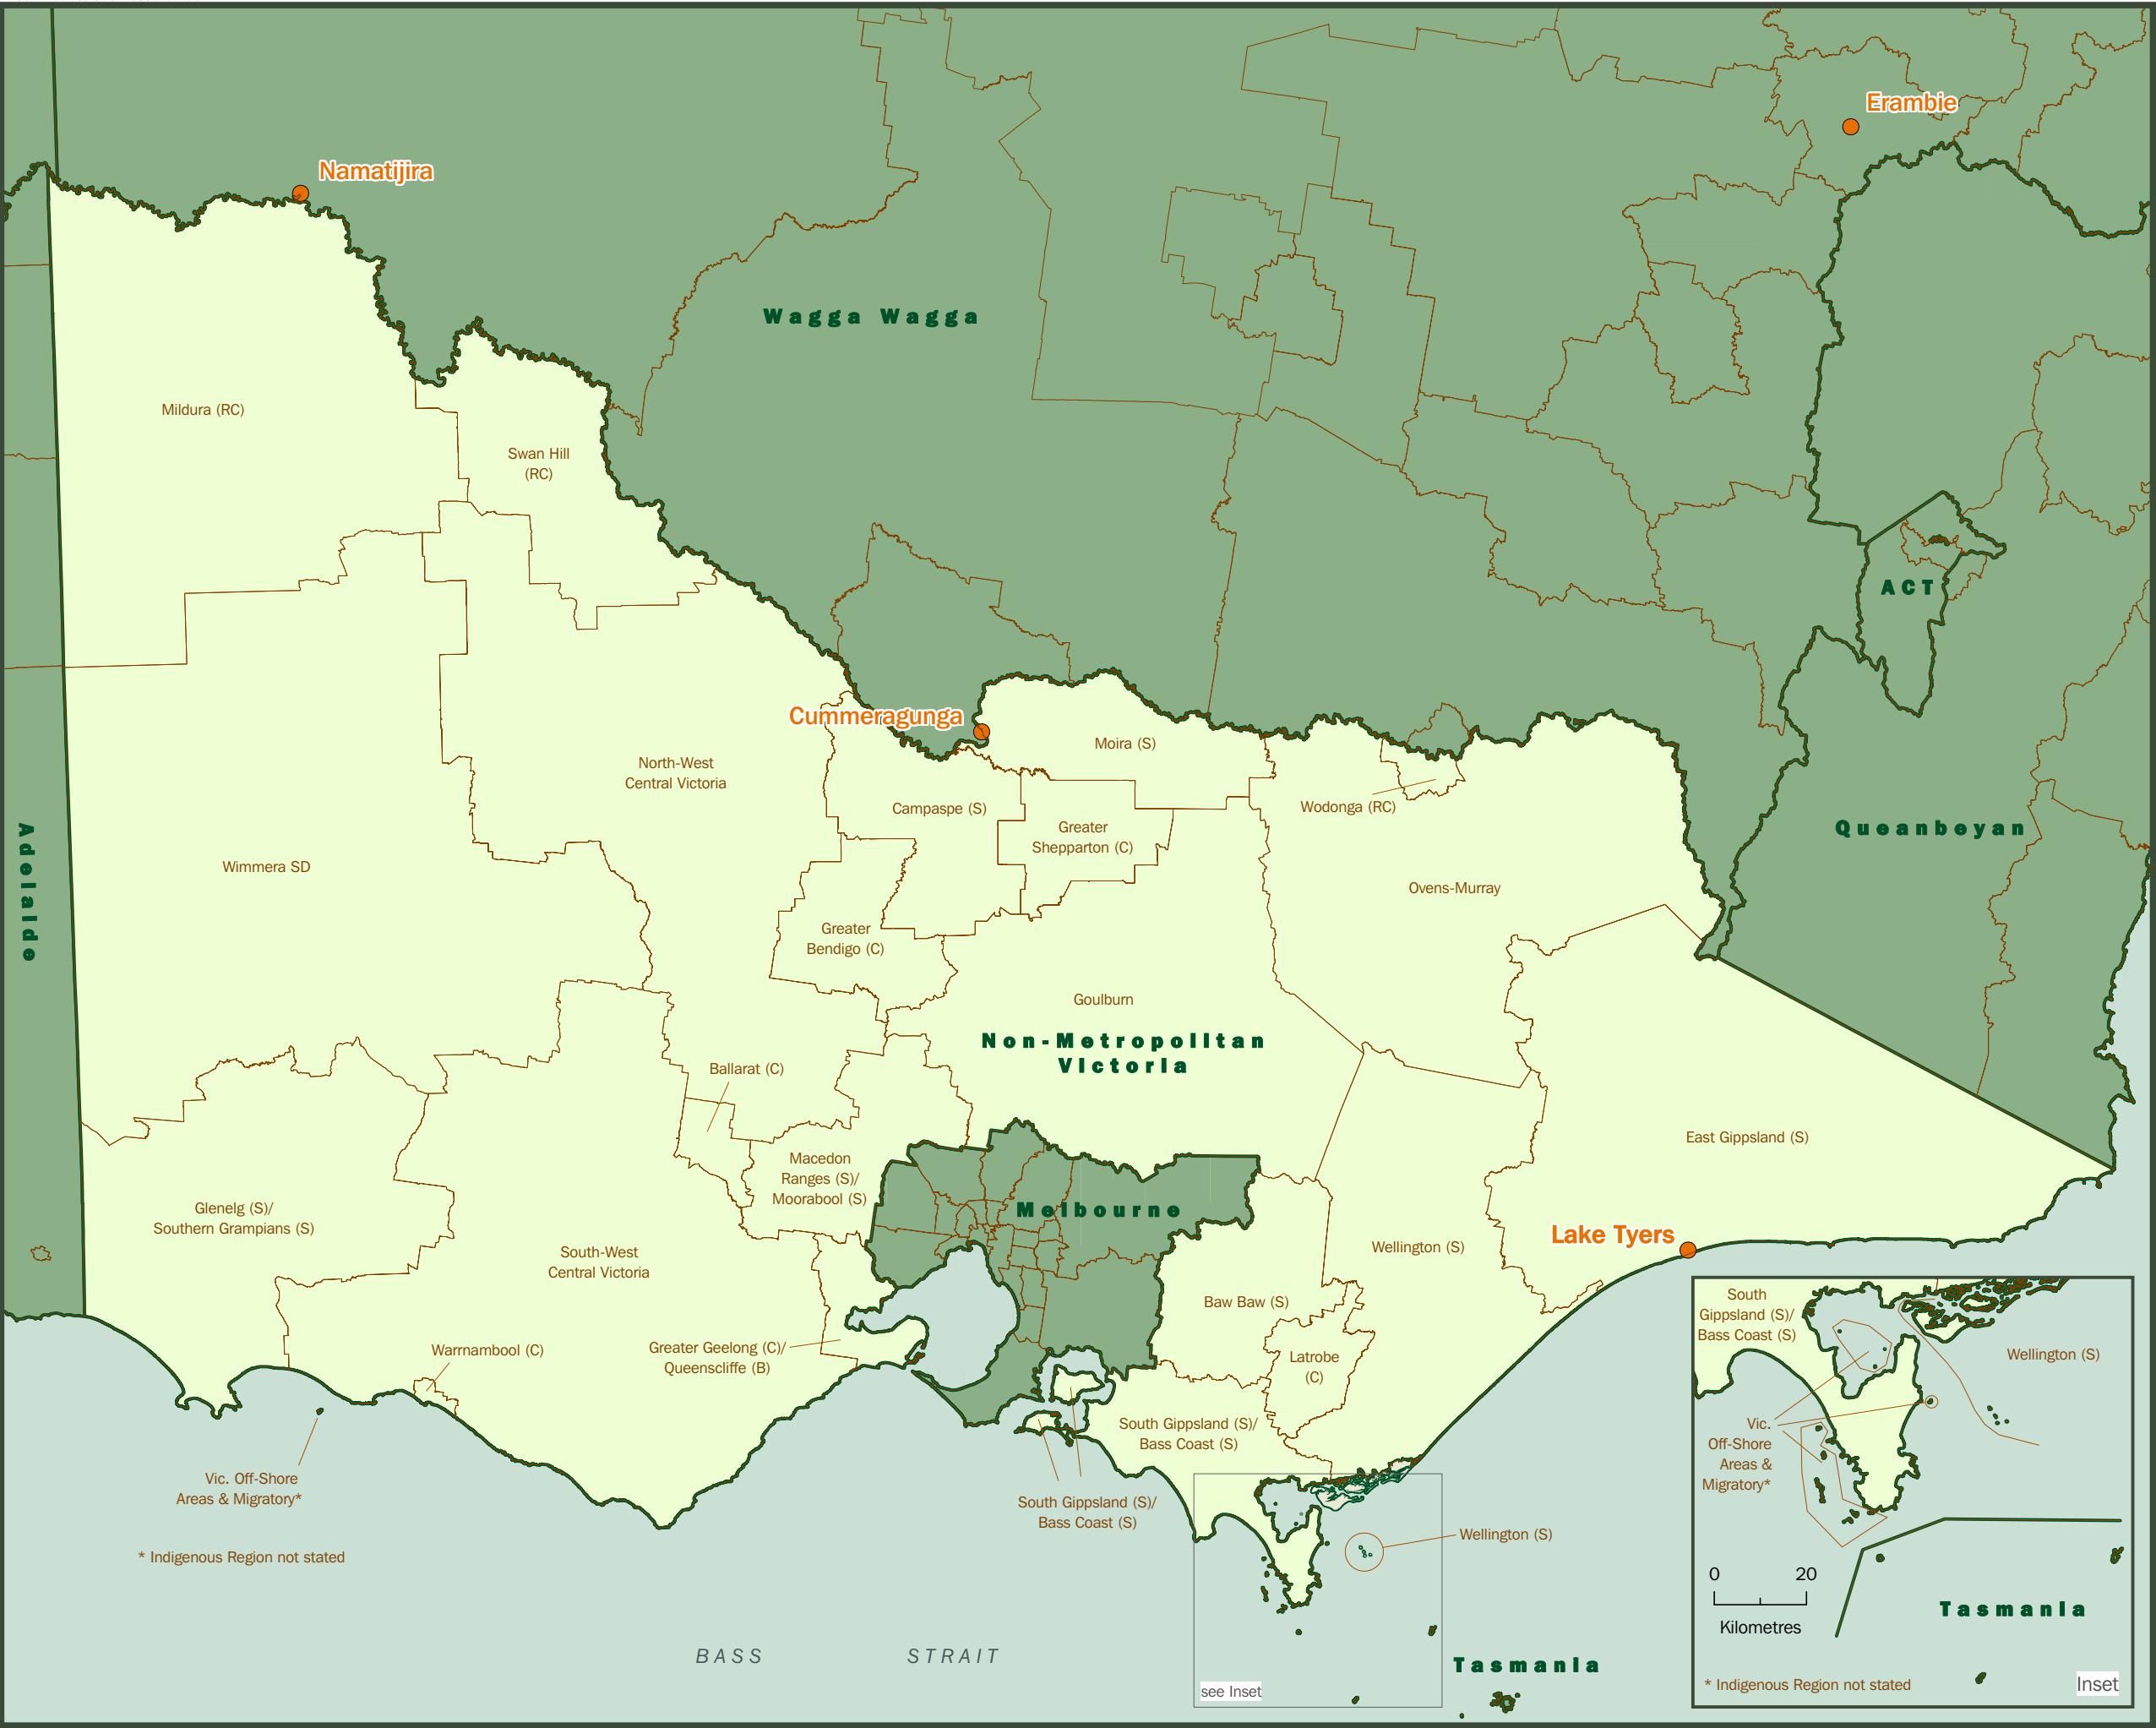 Erambie
Namatijira
Wagga Wagga
Mildura (RC)
Swan Hill
(RC)
ACT
Cummeragunga
Moira (S)
North-West
Central Victoria
Campaspe (S)
Wodonga (RC)
Greater
Shepparton (C)
Queanbeyan
Adelaide
Wimmera SD
Ovens-Murray
Greater
Bendigo (C)
Goulburn
Non-Metropolitan
Victoria
Ballarat (C)
East Gippsland (S)
Macedon
Ranges (S)/
Moorabool (S)
Glenelg (S)/
Southern Grampians (S)
Melbourne
Lake Tyers
Wellington (S)
South-West
Central Victoria
Baw Baw (S)
Warrnambool (C)
Greater Geelong (C)/
Queenscliffe (B)
Latrobe
(C)
South Gippsland (S)/
Bass Coast (S)
Vic. Off-Shore
Areas & Migratory*
South Gippsland (S)/
Bass Coast (S)
Wellington (S)
* Indigenous Region not stated
BASS STRAIT
Tasmania
see Inset
South
Gippsland (S)/
Bass Coast (S)
Wellington (S)
Vic.
Off-Shore
Areas &
Migratory*
0 20
Kilometres
Tasmania
* Indigenous Region not stated
Inset